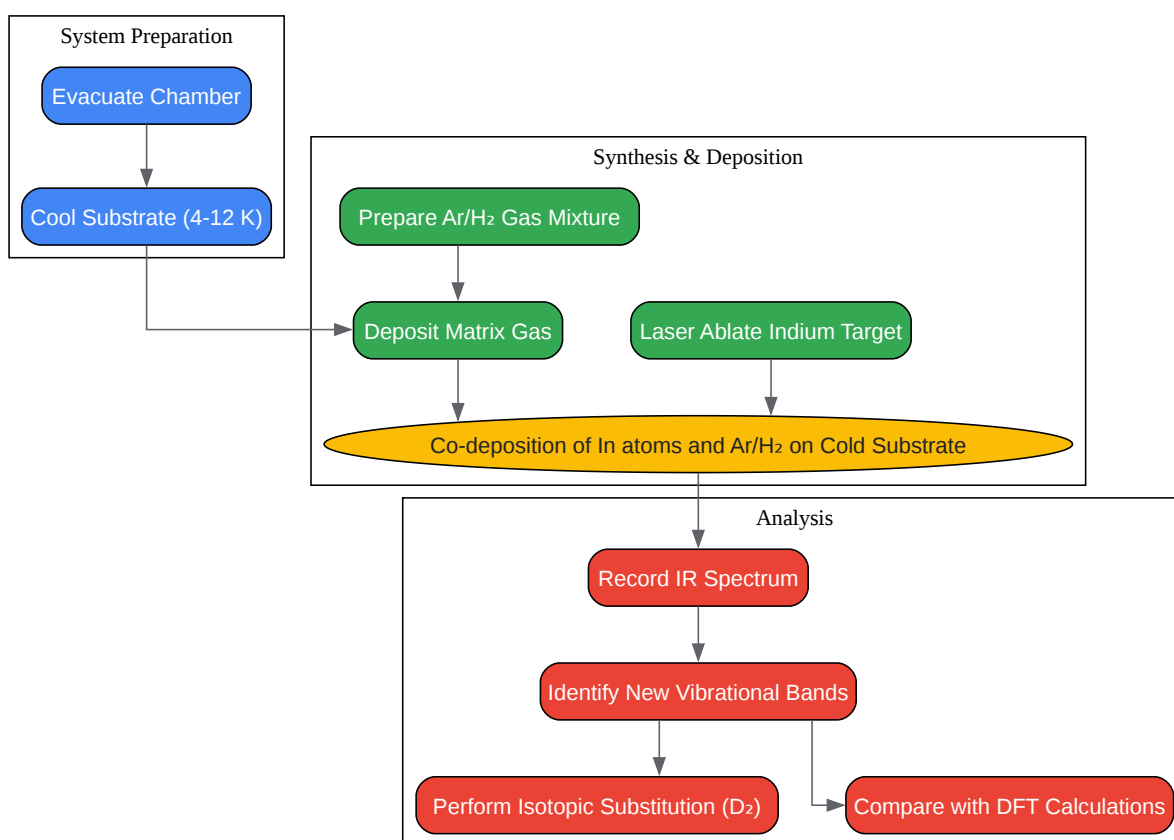 System Preparation
Evacuate Chamber
Cool Substrate (4-12 K)
Synthesis & Deposition
Prepare Ar/H₂ Gas Mixture
Deposit Matrix Gas
Laser Ablate Indium Target
Co-deposition of In atoms and Ar/H₂ on Cold Substrate
Analysis
Record IR Spectrum
Identify New Vibrational Bands
Perform Isotopic Substitution (D₂)
Compare with DFT Calculations